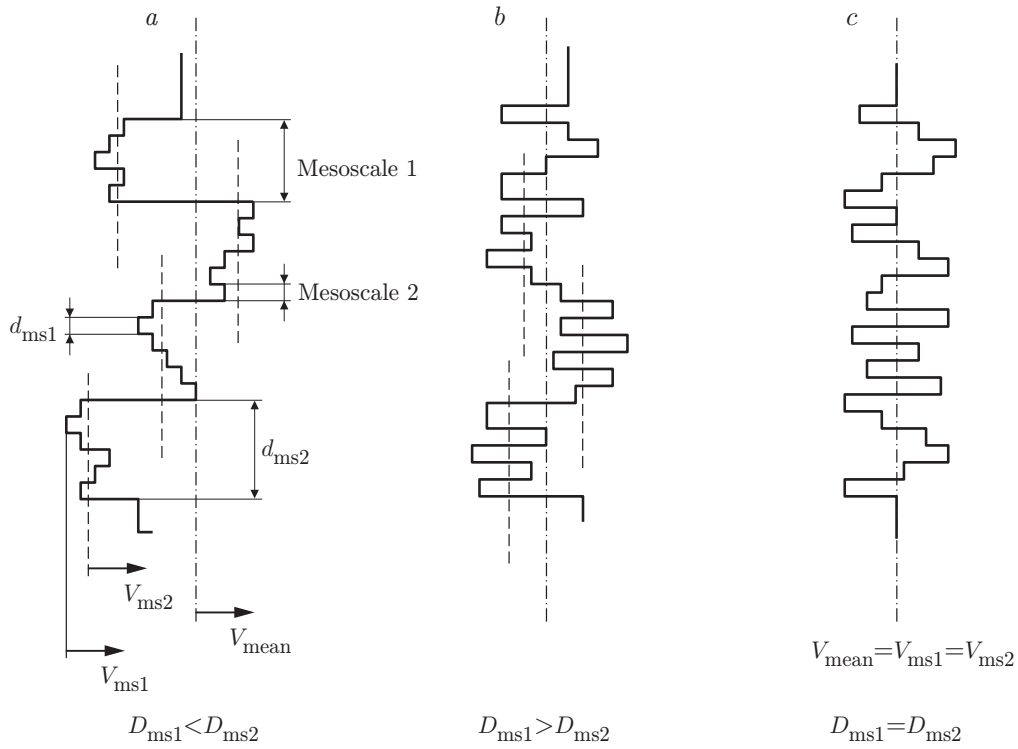 a
b
c
Mesoscale 1
Mesoscale 2
d_ms1
d_ms2
V_ms2
V_mean
V_ms1
V_mean=V_ms1=V_ms2
D_ms1<D_ms2
D_ms1>D_ms2
D_ms1=D_ms2